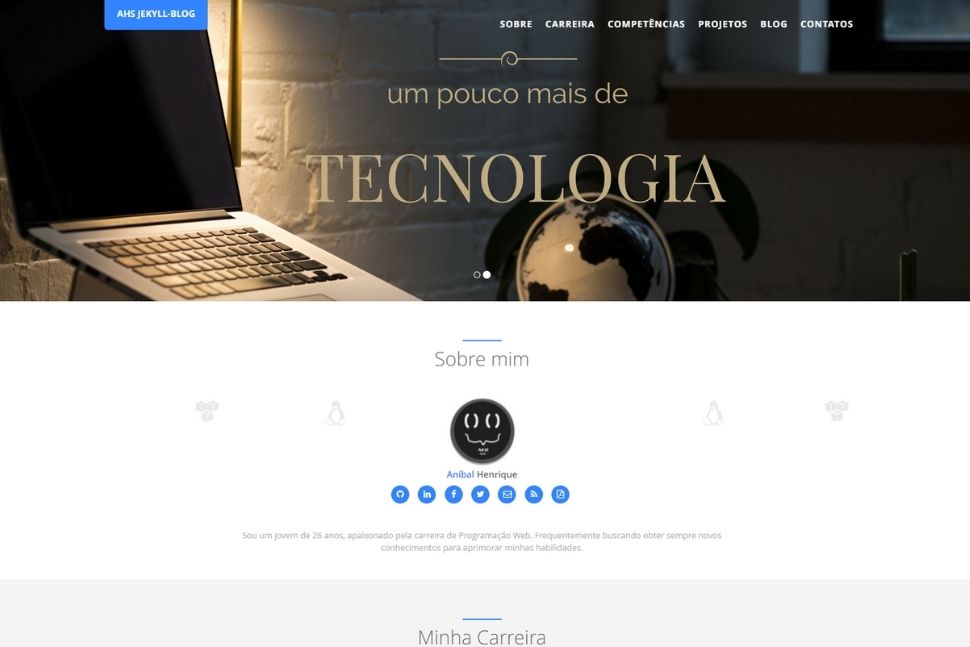 AHS JEKYLL-BLOG
SOBRE CARREIRA COMPETÊNCIAS PROJETOS BLOG CONTATOS
um pouco mais de
TECNOLOGIA
Sobre mim
Aníbal Henrique
Sou um jovem de 26 anos, apaixonado pela carreira de Programação Web. Frequentemente buscando obter sempre novos
conhecimentos para aprimorar minhas habilidades.
Minha Carreira